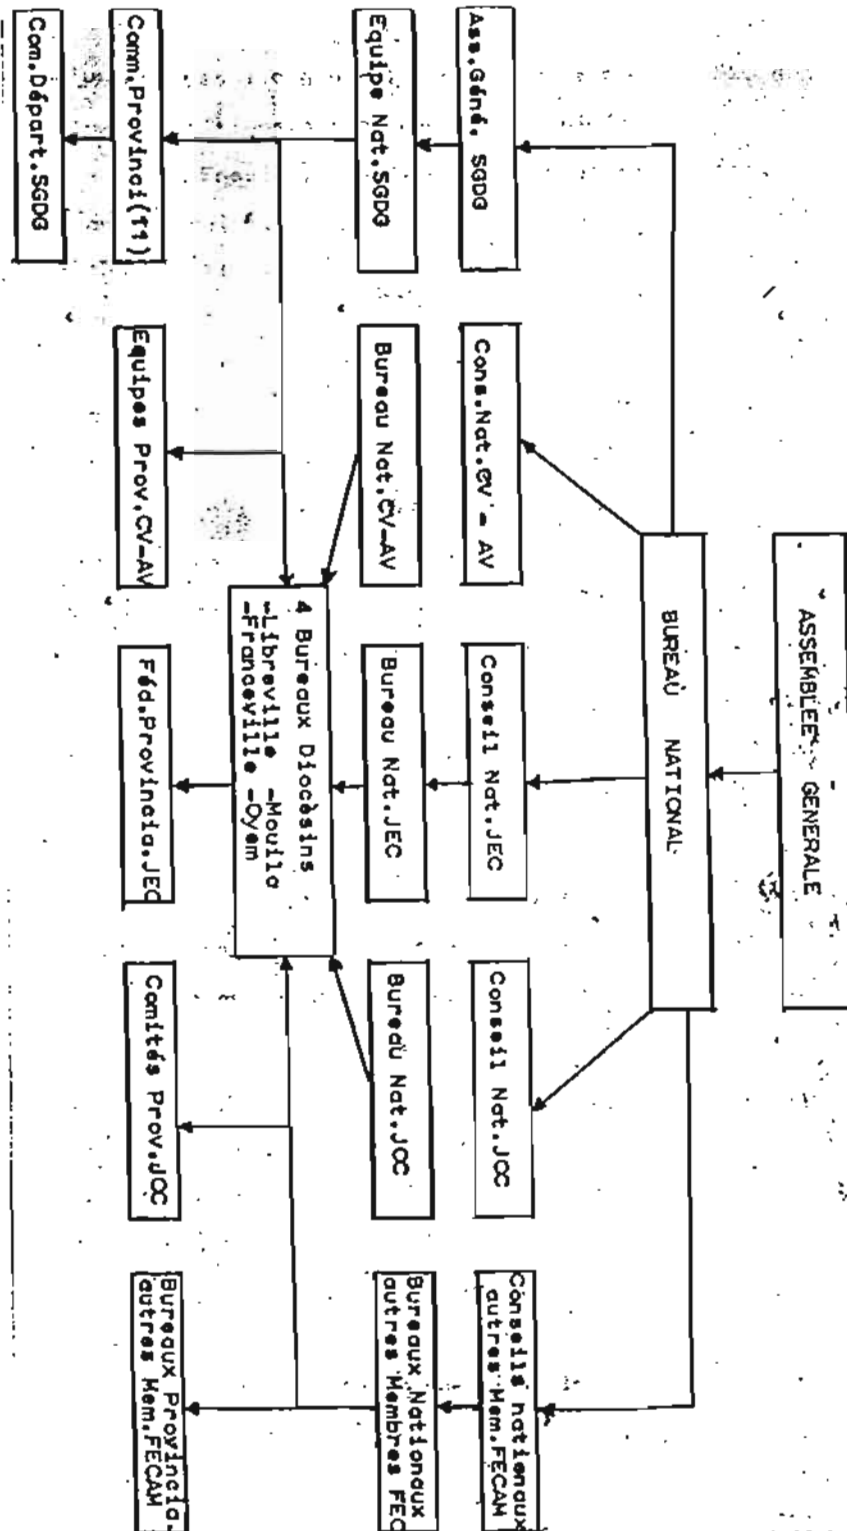 ASSEMBLEE GENERALE
BUREAU NATIONAL
Ass.Géné. SGDG
Cons.Nat.CV - AV
Conseil Nat.JEC
Conseil Nat.JOC
Conseils nationaux
autres Mem.FECAM
Equipe Nat.SGDG
Bureau Nat.CV-AV
Bureau Nat.JEC
Bureau Nat.JOC
Bureaux Nationaux
autres Membres FEC
4 Bureaux Diocèsins
-Libreville -Mouila
-Franceville -Oyem
Comm.Provinci(11)
Equipes Prov.CV-AV
Féd.Provincia.JEC
Comités Prov.JOC
Bureaux Provincia.
autres Mem.FECAM
Com.Départ.SGDG